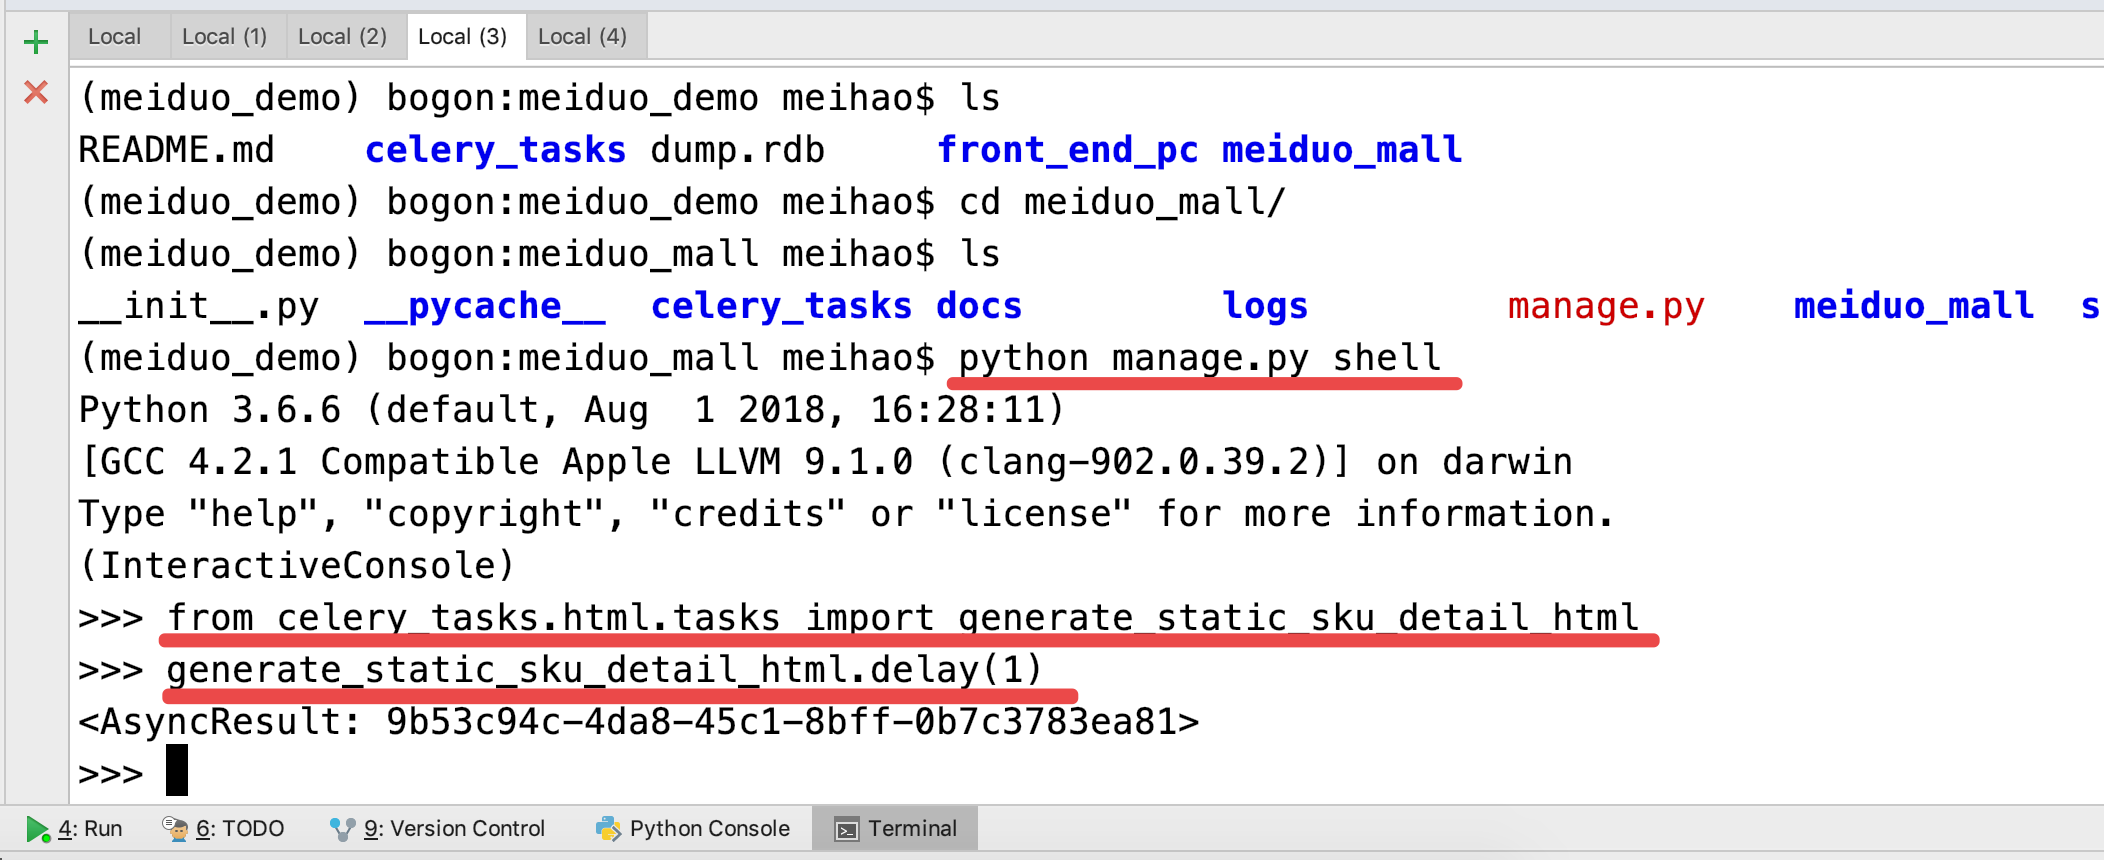 Local Local (1) Local (2) Local (3) Local (4)
(meiduo_demo) bogon:meiduo_demo meihao$ ls
README.md celery_tasks dump.rdb front_end_pc meiduo_mall
(meiduo_demo) bogon:meiduo_demo meihao$ cd meiduo_mall/
(meiduo_demo) bogon:meiduo_mall meihao$ ls
__init__.py __pycache__ celery_tasks docs logs manage.py meiduo_mall s
(meiduo_demo) bogon:meiduo_mall meihao$ python manage.py shell
Python 3.6.6 (default, Aug  1 2018, 16:28:11)
[GCC 4.2.1 Compatible Apple LLVM 9.1.0 (clang-902.0.39.2)] on darwin
Type "help", "copyright", "credits" or "license" for more information.
(InteractiveConsole)
>>> from celery_tasks.html.tasks import generate_static_sku_detail_html
>>> generate_static_sku_detail_html.delay(1)
<AsyncResult: 9b53c94c-4da8-45c1-8bff-0b7c3783ea81>
>>>
4: Run 6: TODO 9: Version Control Python Console Terminal